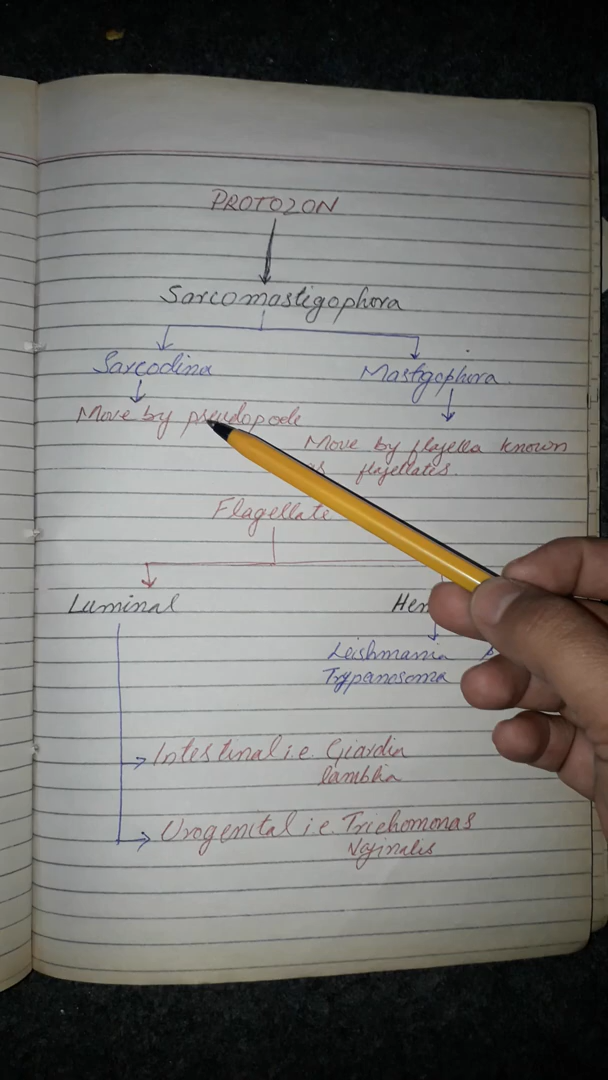 PROTOZON
Sarcomastigophora
Sarcodina
Mastigophora
Move by pseudopode
Move by flagella known
as flagellates.
Flagellate
Luminal
Leishmania
Trypanosoma
Intestinal i.e. Giardia
lamblia
Urogenital i.e. Trichomonas
Vaginalis